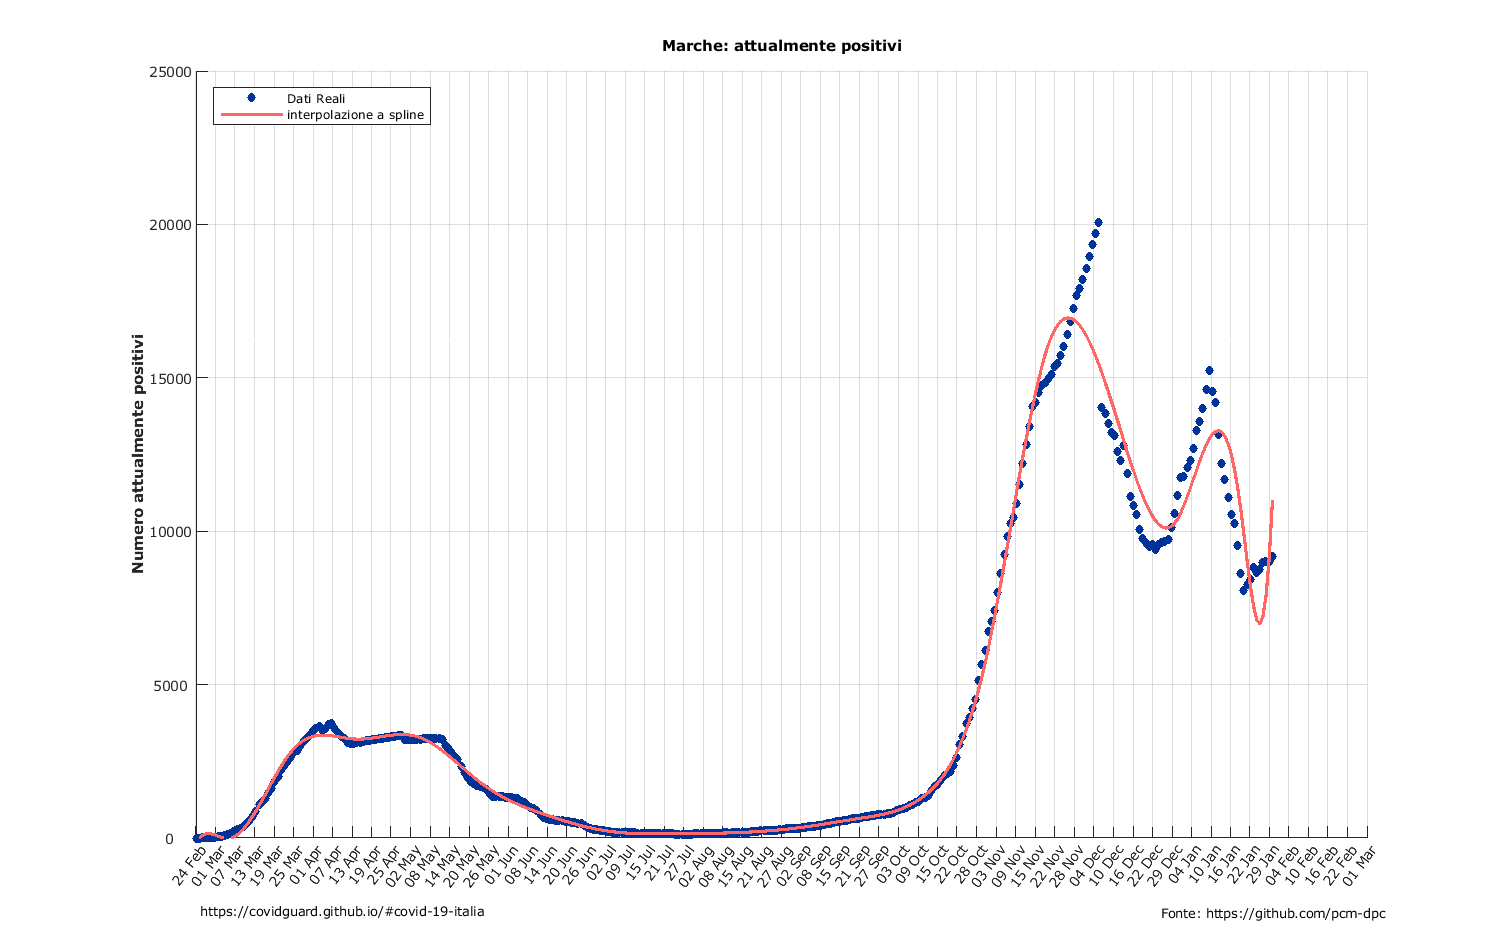 Marche: attualmente positivi
25000
20000
15000
10000
5000
0
Numero attualmente positivi
Dati Reali
interpolazione a spline
24 Feb
01 Mar
07 Mar
13 Mar
19 Mar
25 Mar
01 Apr
07 Apr
13 Apr
19 Apr
25 Apr
02 May
08 May
14 May
20 May
26 May
01 Jun
08 Jun
14 Jun
20 Jun
26 Jun
02 Jul
09 Jul
15 Jul
21 Jul
27 Jul
02 Aug
08 Aug
15 Aug
21 Aug
27 Aug
02 Sep
08 Sep
15 Sep
21 Sep
27 Sep
03 Oct
09 Oct
15 Oct
22 Oct
28 Oct
03 Nov
09 Nov
15 Nov
22 Nov
28 Nov
04 Dec
10 Dec
16 Dec
22 Dec
29 Dec
04 Jan
10 Jan
16 Jan
22 Jan
29 Jan
04 Feb
10 Feb
16 Feb
22 Feb
01 Mar
https://covidguard.github.io/#covid-19-italia
Fonte: https://github.com/pcm-dpc